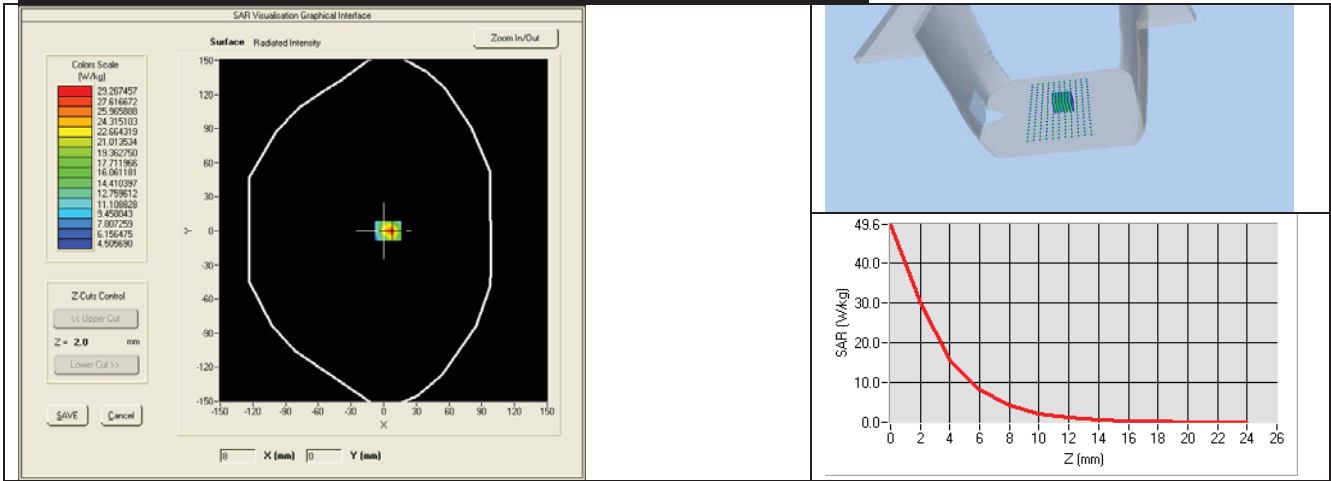 SAR Visualisation Graphical Interface
Surface Radiated Intensity
Zoom In/Out
Colors Scale
(W/kg)
29.267457
27.616672
25.965888
24.315103
22.664319
21.013534
19.362750
17.711966
16.061181
14.410397
12.759612
11.108828
9.458043
7.807259
6.156475
4.505690
Z-Cuts Control
<< Upper Cut
Z = 2.0 mm
Lower Cut >>
SAVE Cancel
150-
120-
90-
60-
30-
0-
-30-
-60-
-90-
-120-
-150-
Y
-150 -120 -90 -60 -30 0 30 60 90 120 150
X
8 X (mm) 0 Y (mm)
49.6-
40.0-
30.0-
20.0-
10.0-
0.0-
SAR (W/kg)
0 2 4 6 8 10 12 14 16 18 20 22 24 26
Z (mm)